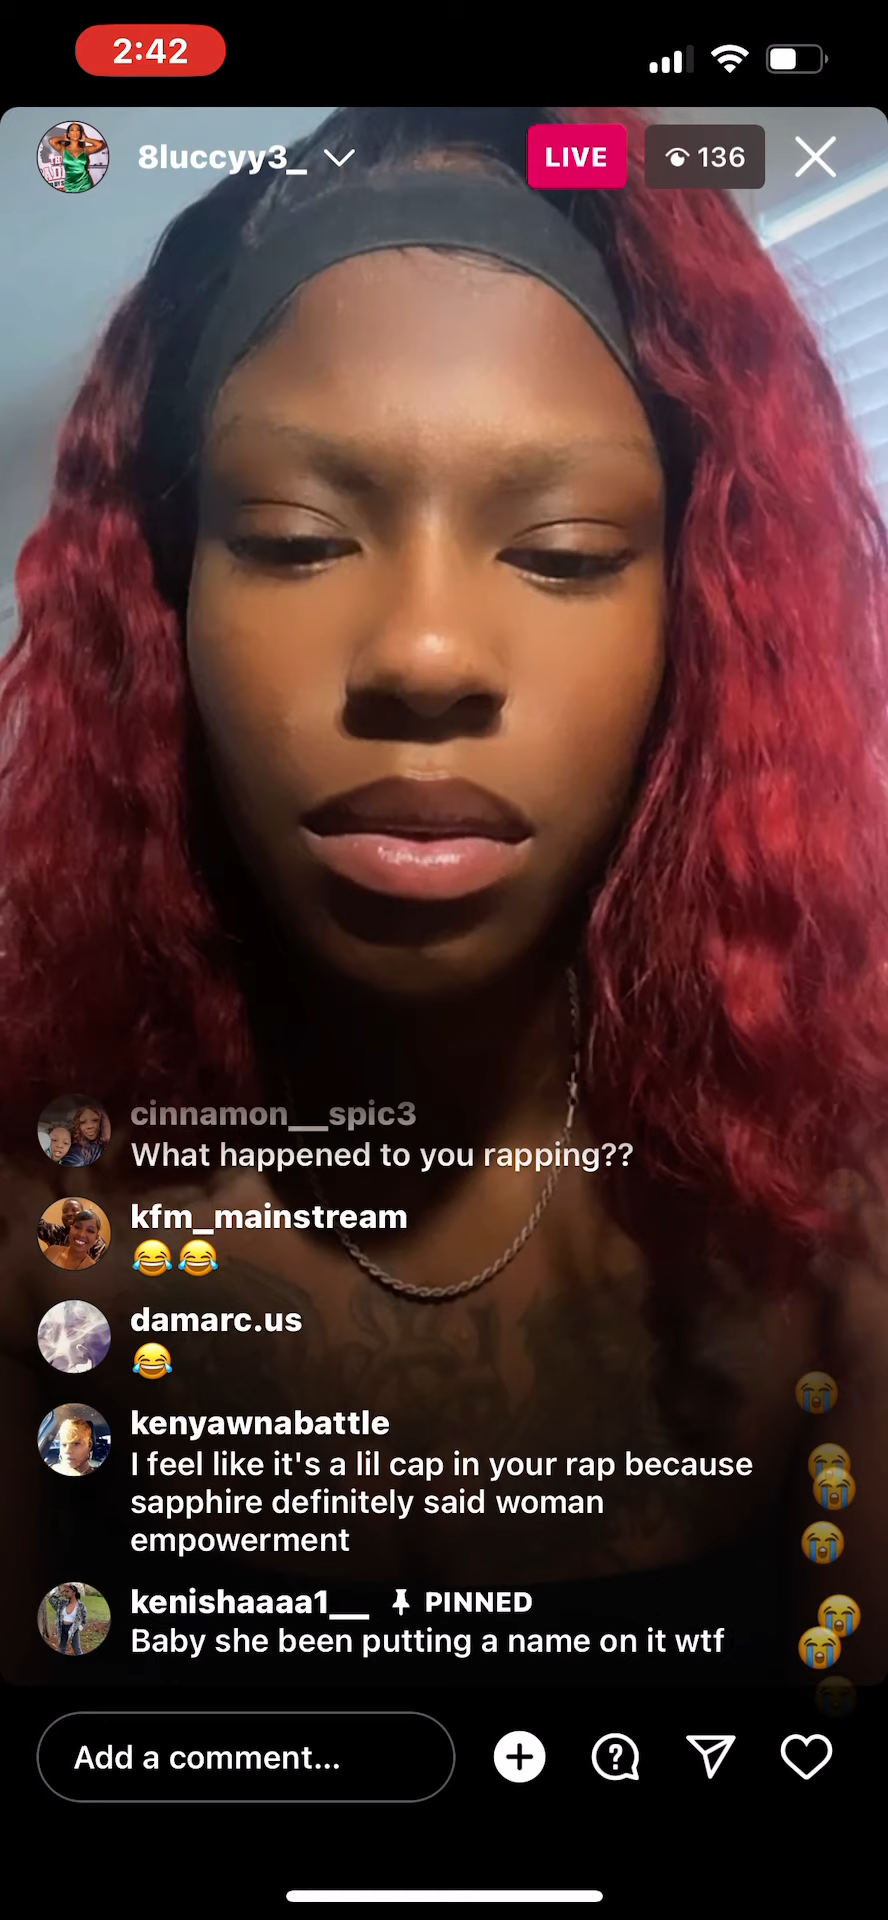 2:42
8luccyy3_
LIVE
136
cinnamon__spic3
What happened to you rapping??
kfm_mainstream
😂😂
damarc.us
😂
kenyawnabattle
I feel like it's a lil cap in your rap because
sapphire definitely said woman
empowerment
kenishaaaa1__ PINNED
Baby she been putting a name on it wtf
Add a comment...